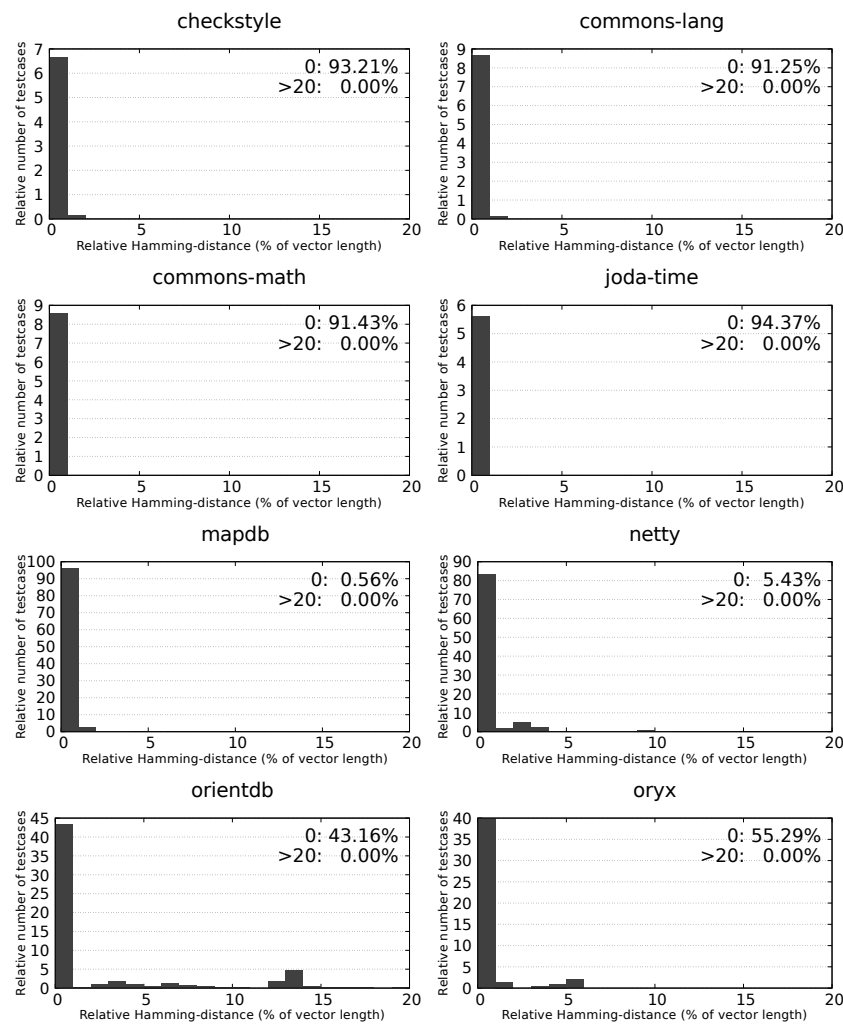 checkstyle
Relative number of testcases
7
6
5
4
3
2
1
0
0: 93.21%
>20: 0.00%
0 5 10 15 20
Relative Hamming-distance (% of vector length)
commons-lang
Relative number of testcases
9
8
7
6
5
4
3
2
1
0
0: 91.25%
>20: 0.00%
0 5 10 15 20
Relative Hamming-distance (% of vector length)
commons-math
Relative number of testcases
9
8
7
6
5
4
3
2
1
0
0: 91.43%
>20: 0.00%
0 5 10 15 20
Relative Hamming-distance (% of vector length)
joda-time
Relative number of testcases
6
5
4
3
2
1
0
0: 94.37%
>20: 0.00%
0 5 10 15 20
Relative Hamming-distance (% of vector length)
mapdb
Relative number of testcases
100
90
80
70
60
50
40
30
20
10
0
0: 0.56%
>20: 0.00%
0 5 10 15 20
Relative Hamming-distance (% of vector length)
netty
Relative number of testcases
90
80
70
60
50
40
30
20
10
0
0: 5.43%
>20: 0.00%
0 5 10 15 20
Relative Hamming-distance (% of vector length)
orientdb
Relative number of testcases
45
40
35
30
25
20
15
10
5
0
0: 43.16%
>20: 0.00%
0 5 10 15 20
Relative Hamming-distance (% of vector length)
oryx
Relative number of testcases
40
35
30
25
20
15
10
5
0
0: 55.29%
>20: 0.00%
0 5 10 15 20
Relative Hamming-distance (% of vector length)